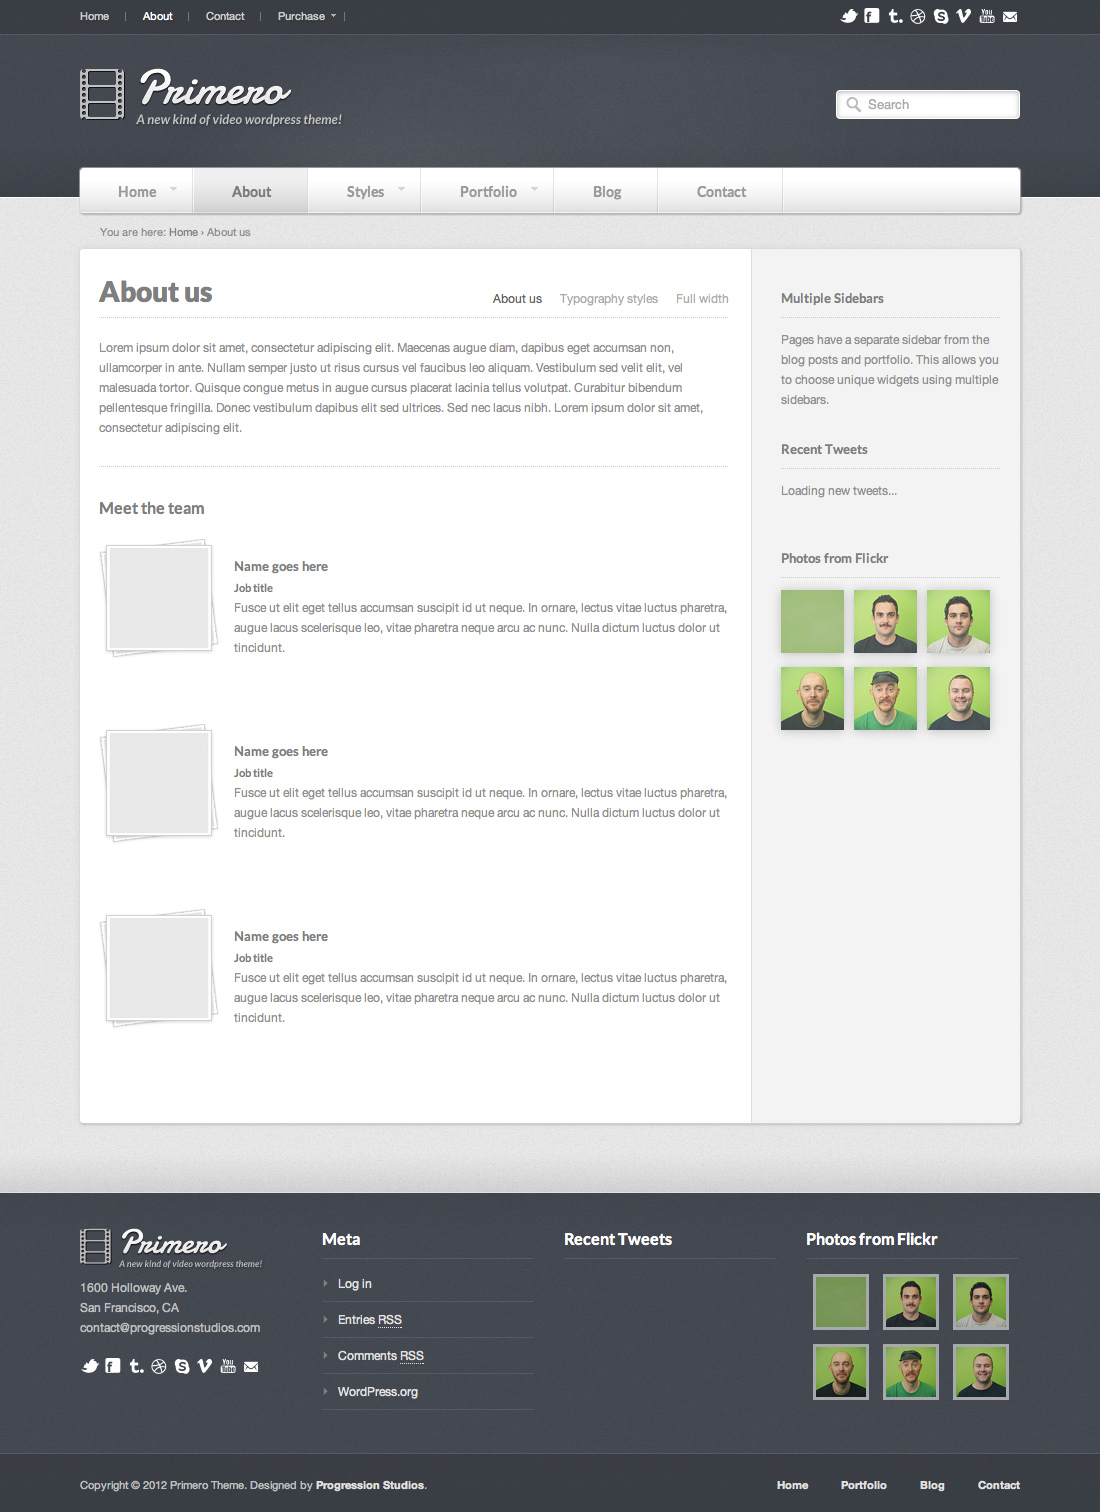 Home | About | Contact | Purchase |
Primero
A new kind of video wordpress theme!
Search
Home About Styles Portfolio Blog Contact
You are here: Home › About us
About us
About us Typography styles Full width
Lorem ipsum dolor sit amet, consectetur adipiscing elit. Maecenas augue diam, dapibus eget accumsan non,
ullamcorper in ante. Nullam semper justo ut risus cursus vel faucibus leo aliquam. Vestibulum sed velit elit, vel
malesuada tortor. Quisque congue metus in augue cursus placerat lacinia tellus volutpat. Curabitur bibendum
pellentesque fringilla. Donec vestibulum dapibus elit sed ultrices. Sed nec lacus nibh. Lorem ipsum dolor sit amet,
consectetur adipiscing elit.
Meet the team
Name goes here
Job title
Fusce ut elit eget tellus accumsan suscipit id ut neque. In ornare, lectus vitae luctus pharetra,
augue lacus scelerisque leo, vitae pharetra neque arcu ac nunc. Nulla dictum luctus dolor ut
tincidunt.
Name goes here
Job title
Fusce ut elit eget tellus accumsan suscipit id ut neque. In ornare, lectus vitae luctus pharetra,
augue lacus scelerisque leo, vitae pharetra neque arcu ac nunc. Nulla dictum luctus dolor ut
tincidunt.
Name goes here
Job title
Fusce ut elit eget tellus accumsan suscipit id ut neque. In ornare, lectus vitae luctus pharetra,
augue lacus scelerisque leo, vitae pharetra neque arcu ac nunc. Nulla dictum luctus dolor ut
tincidunt.
Multiple Sidebars
Pages have a separate sidebar from the
blog posts and portfolio. This allows you
to choose unique widgets using multiple
sidebars.
Recent Tweets
Loading new tweets...
Photos from Flickr
Primero
A new kind of video wordpress theme!
1600 Holloway Ave.
San Francisco, CA
contact@progressionstudios.com
Meta
Log in
Entries RSS
Comments RSS
WordPress.org
Recent Tweets
Photos from Flickr
Copyright © 2012 Primero Theme. Designed by Progression Studios.
Home Portfolio Blog Contact